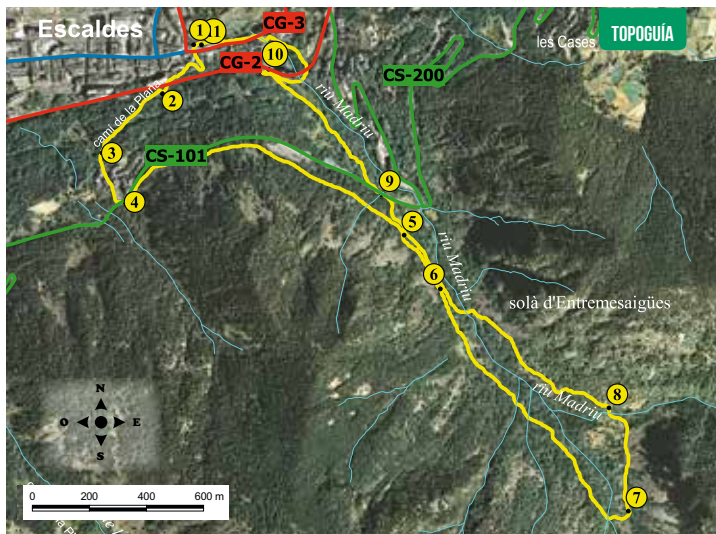 Escaldes
1
11
CG-3
TOPOGUÍA
les Cases
10
CG-2
CS-200
2
camí de la Plana
riu Madriu
3
CS-101
9
4
5
riu Madriu
6
solà d'Entremesaigües
riu Madriu
8
N
O
E
S
7
0 200 400 600 m